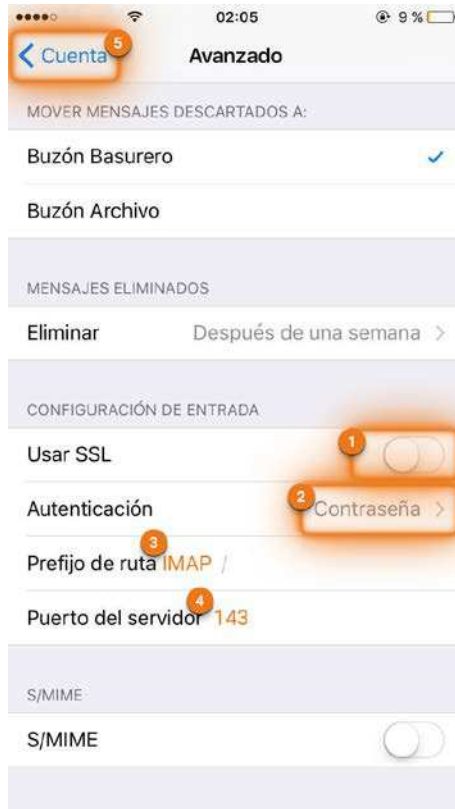 02:05
9 %
Cuenta 5
Avanzado
MOVER MENSAJES DESCARTADOS A:
Buzón Basurero
Buzón Archivo
MENSAJES ELIMINADOS
Eliminar Después de una semana
CONFIGURACIÓN DE ENTRADA
Usar SSL 1
Autenticación 2 Contraseña
3
Prefijo de ruta IMAP /
4
Puerto del servidor 143
S/MIME
S/MIME